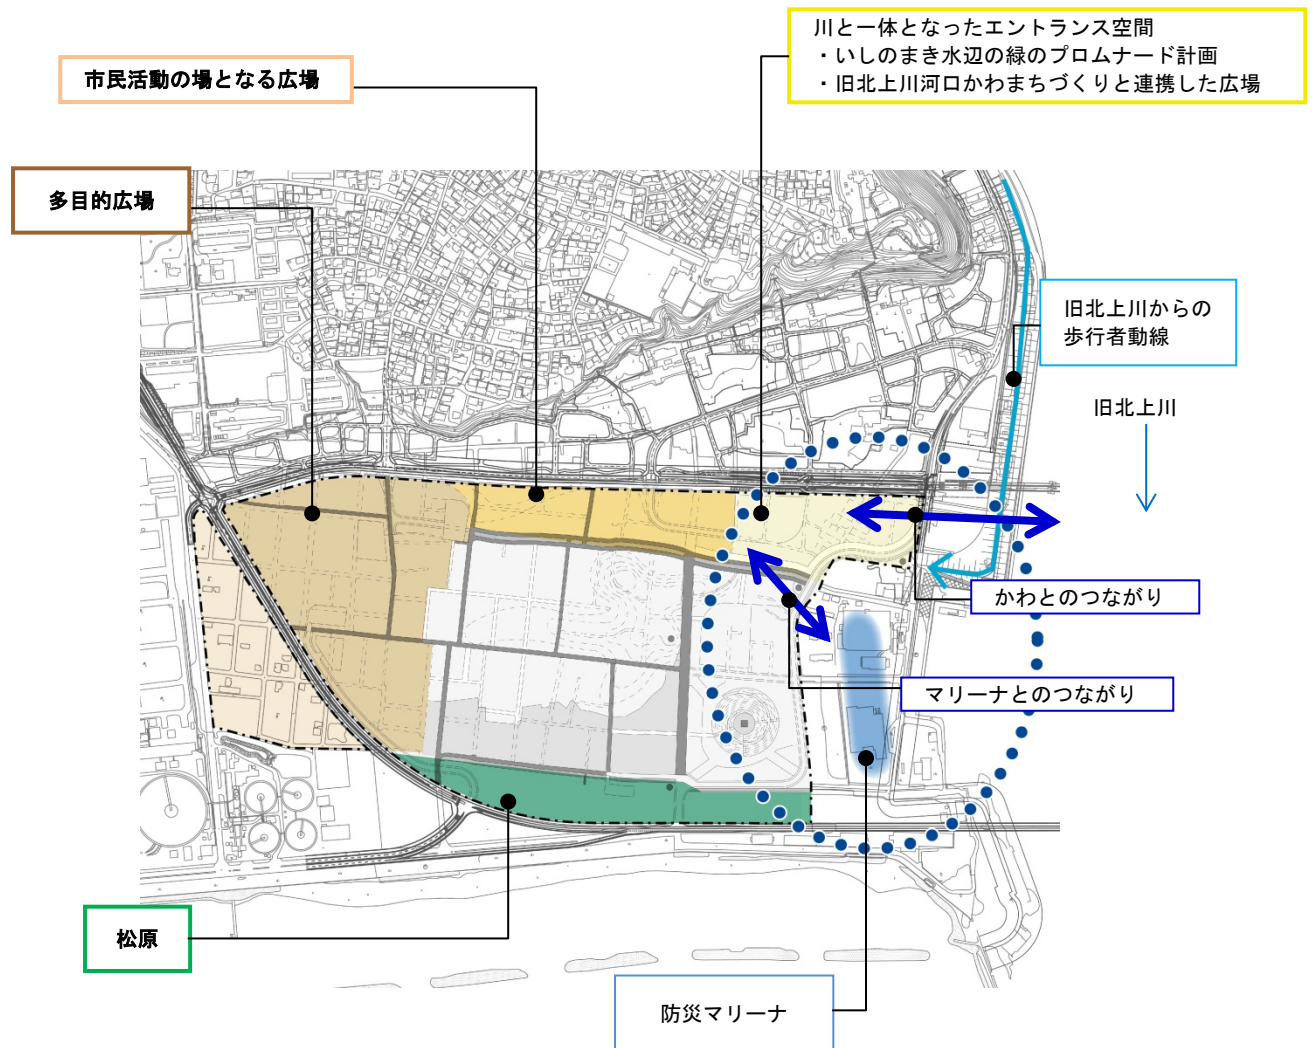 川と一体となったエントランス空間
・いしのまき水辺の緑のプロムナード計画
・旧北上川河口かわまちづくりと連携した広場
市民活動の場となる広場
多目的広場
旧北上川からの
歩行者動線
旧北上川
かわとのつながり
マリーナとのつながり
松原
防災マリーナ